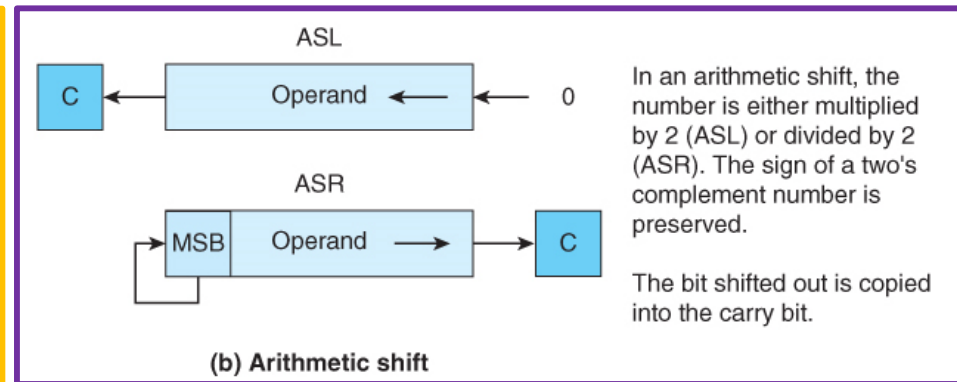 ASL
C
Operand
0
ASR
MSB
Operand
C
In an arithmetic shift, the
number is either multiplied
by 2 (ASL) or divided by 2
(ASR). The sign of a two's
complement number is
preserved.
The bit shifted out is copied
into the carry bit.
(b) Arithmetic shift